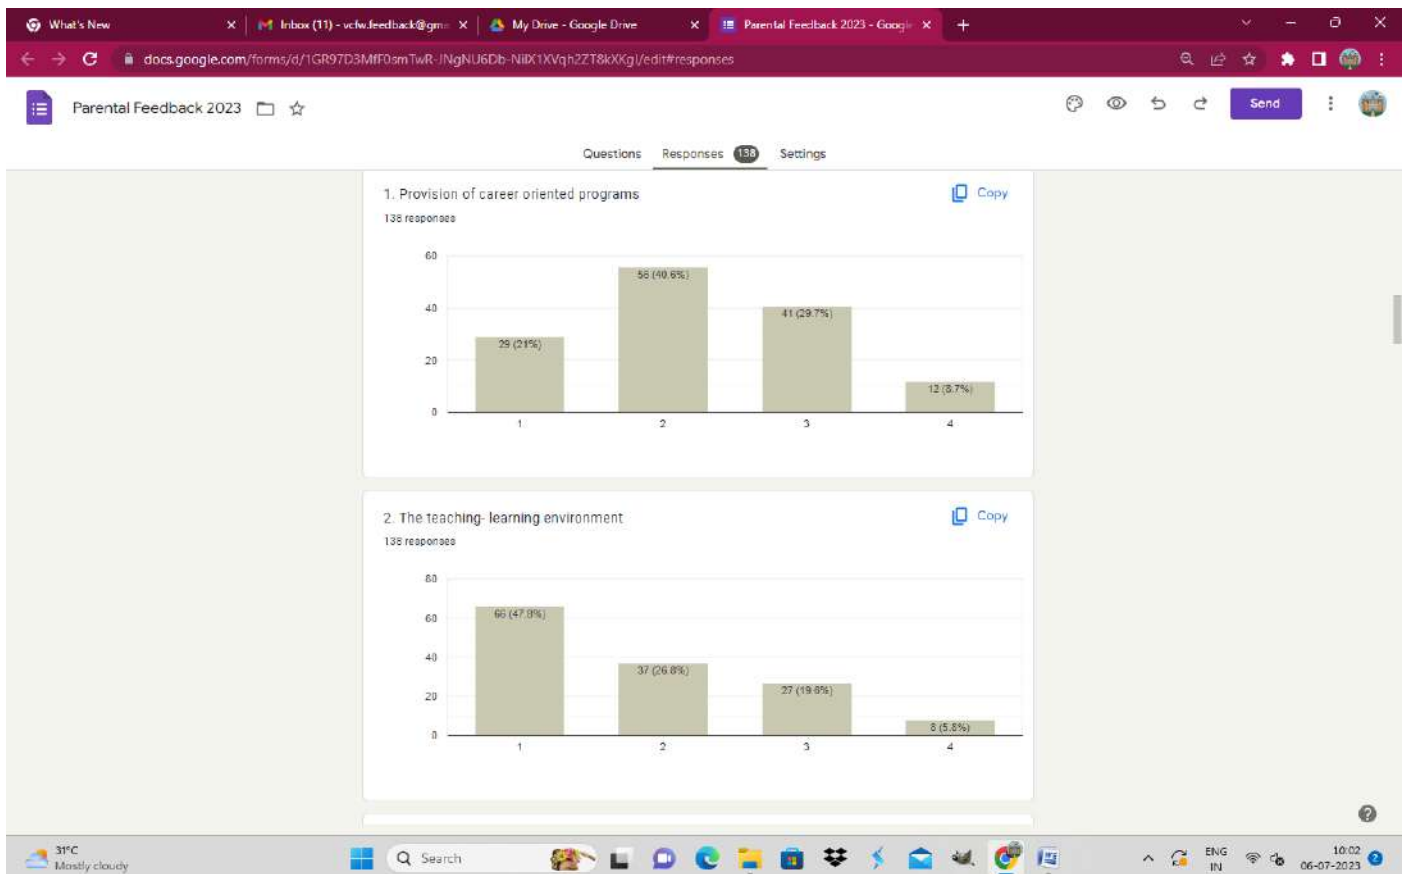 What's New
Inbox (11) - vcfw.feedback@gm
My Drive - Google Drive
Parental Feedback 2023 - Googl
docs.google.com/forms/d/1GR97D3MfF0smTwR-JNgNU6Db-NilX1XVqh2ZT8kXKgI/edit#responses
Parental Feedback 2023
Send
Questions Responses 138 Settings
1. Provision of career oriented programs
Copy
138 responses
60
40
20
0
29 (21%)
56 (40.6%)
41 (29.7%)
12 (8.7%)
1 2 3 4
2. The teaching- learning environment
Copy
138 responses
80
60
40
20
0
66 (47.8%)
37 (26.8%)
27 (19.6%)
8 (5.8%)
1 2 3 4
31°C
Mostly cloudy
Search
ENG
IN
10:02
06-07-2023
2